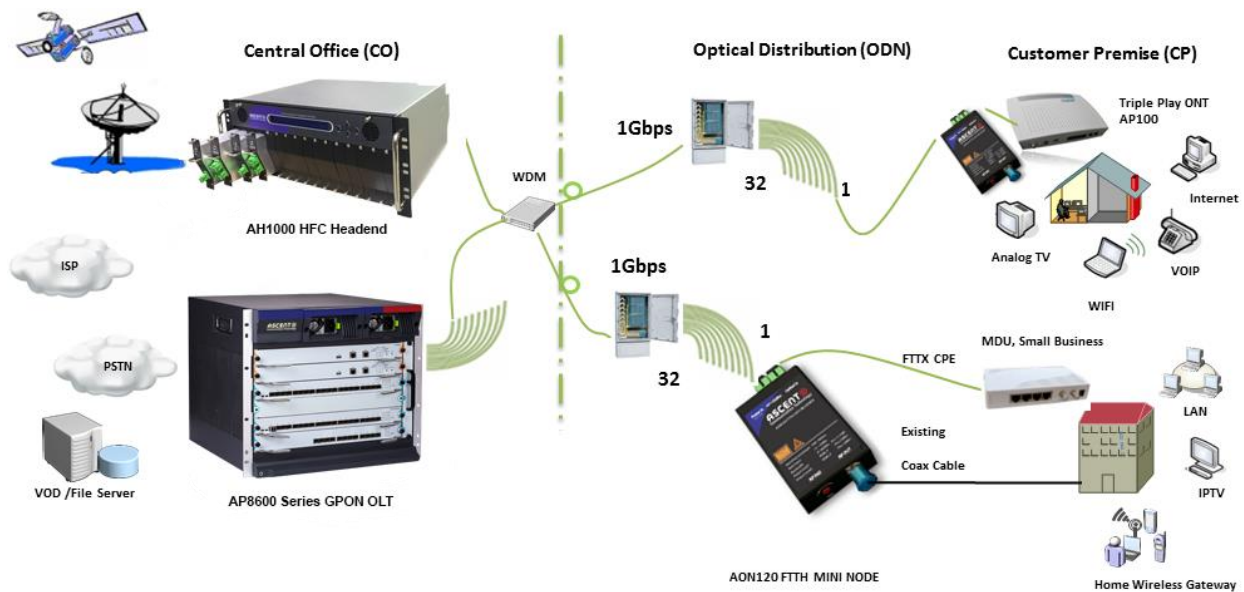 Central Office (CO)
Optical Distribution (ODN)
Customer Premise (CP)
Triple Play ONT
AP100
1Gbps
WDM
32
1
Internet
AH1000 HFC Headend
Analog TV
VOIP
WIFI
ISP
1Gbps
ASCENT
1
MDU, Small Business
FTTX CPE
PSTN
32
ASCENT
LAN
Existing
Coax Cable
IPTV
VOD /File Server
AP8600 Series GPON OLT
AON120 FTTH MINI NODE
Home Wireless Gateway